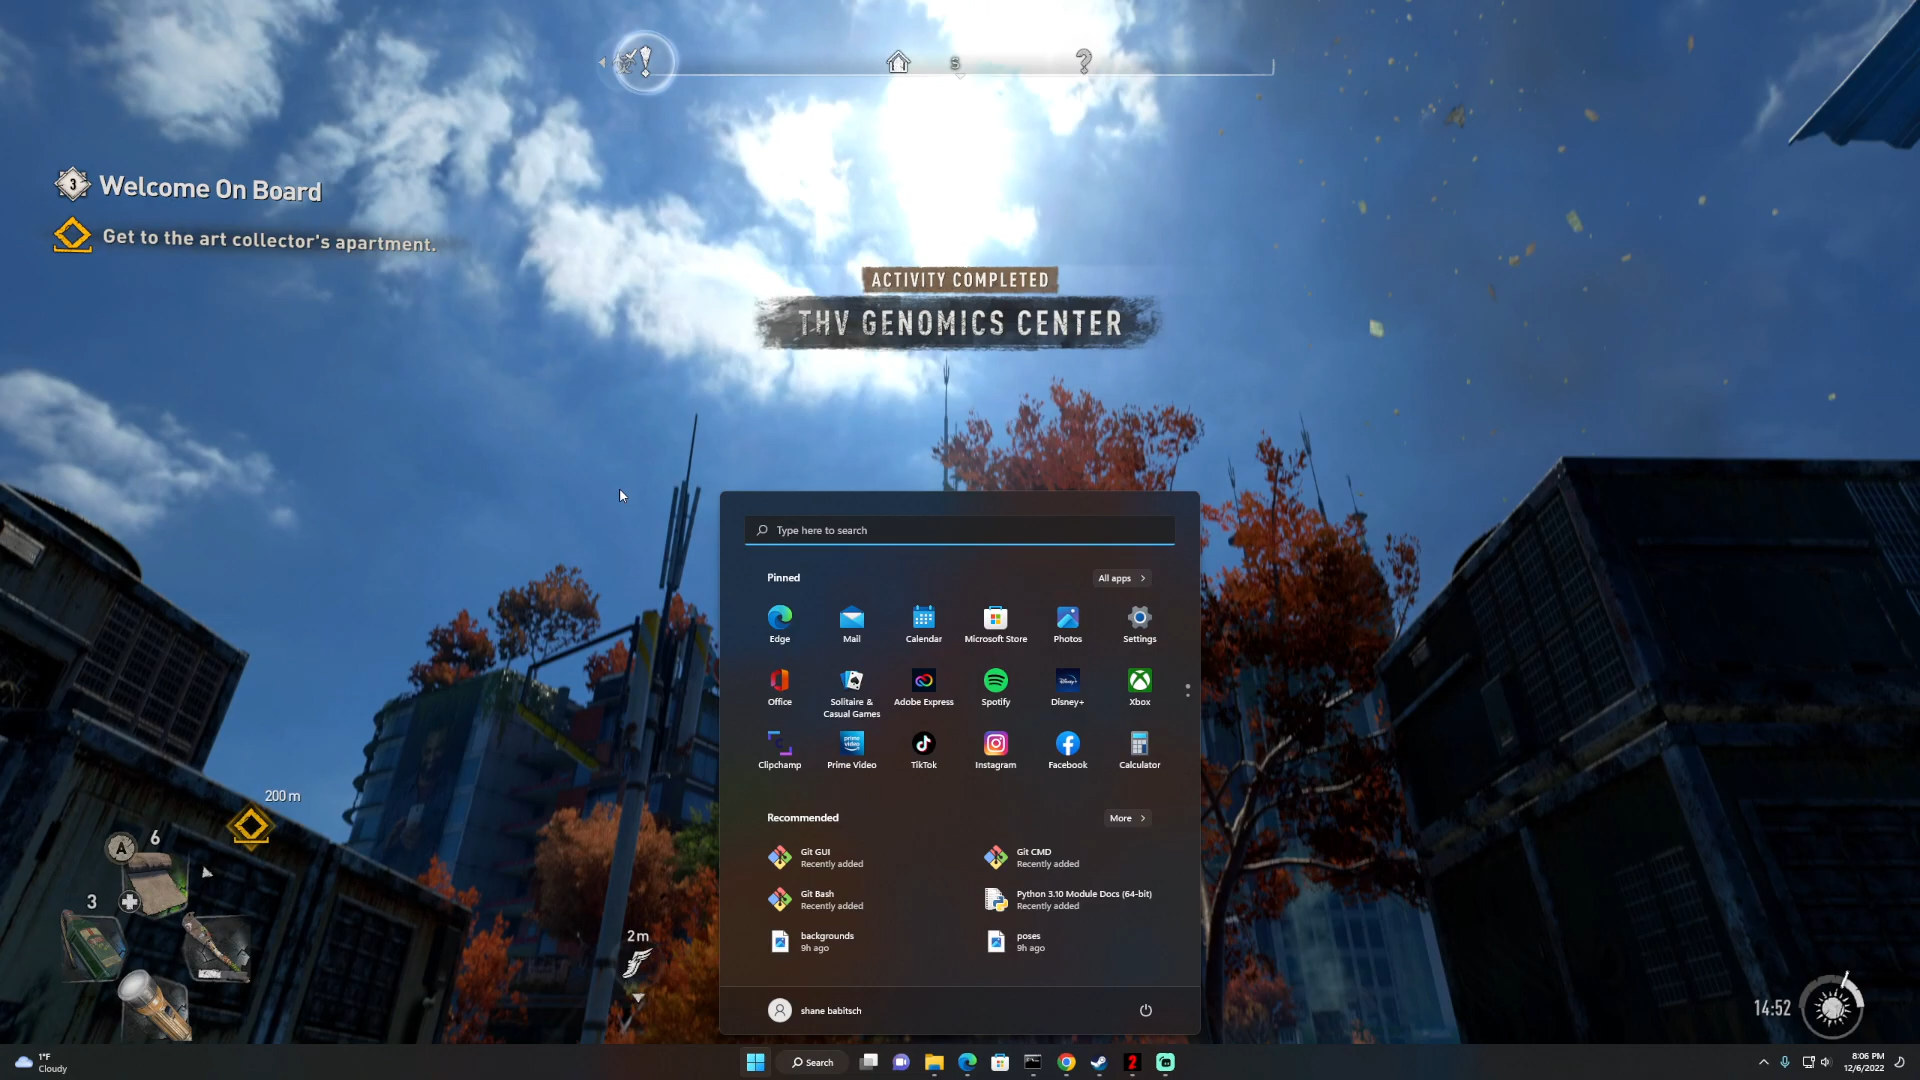 S
3
Welcome On Board
Get to the art collector's apartment.
ACTIVITY COMPLETED
THV GENOMICS CENTER
Type here to search
Pinned
All apps
Edge
Mail
Calendar
Microsoft Store
Photos
Settings
Office
Solitaire &
Casual Games
Adobe Express
Spotify
Disney+
Xbox
prime
video
Clipchamp
Prime Video
TikTok
Instagram
Facebook
Calculator
200 m
Recommended
More
A
6
Git GUI
Recently added
Git CMD
Recently added
3
Git Bash
Recently added
Python 3.10 Module Docs (64-bit)
Recently added
2m
backgrounds
9h ago
poses
9h ago
shane babitsch
14:52
1°F
Cloudy
Search
2
8:06 PM
12/6/2022